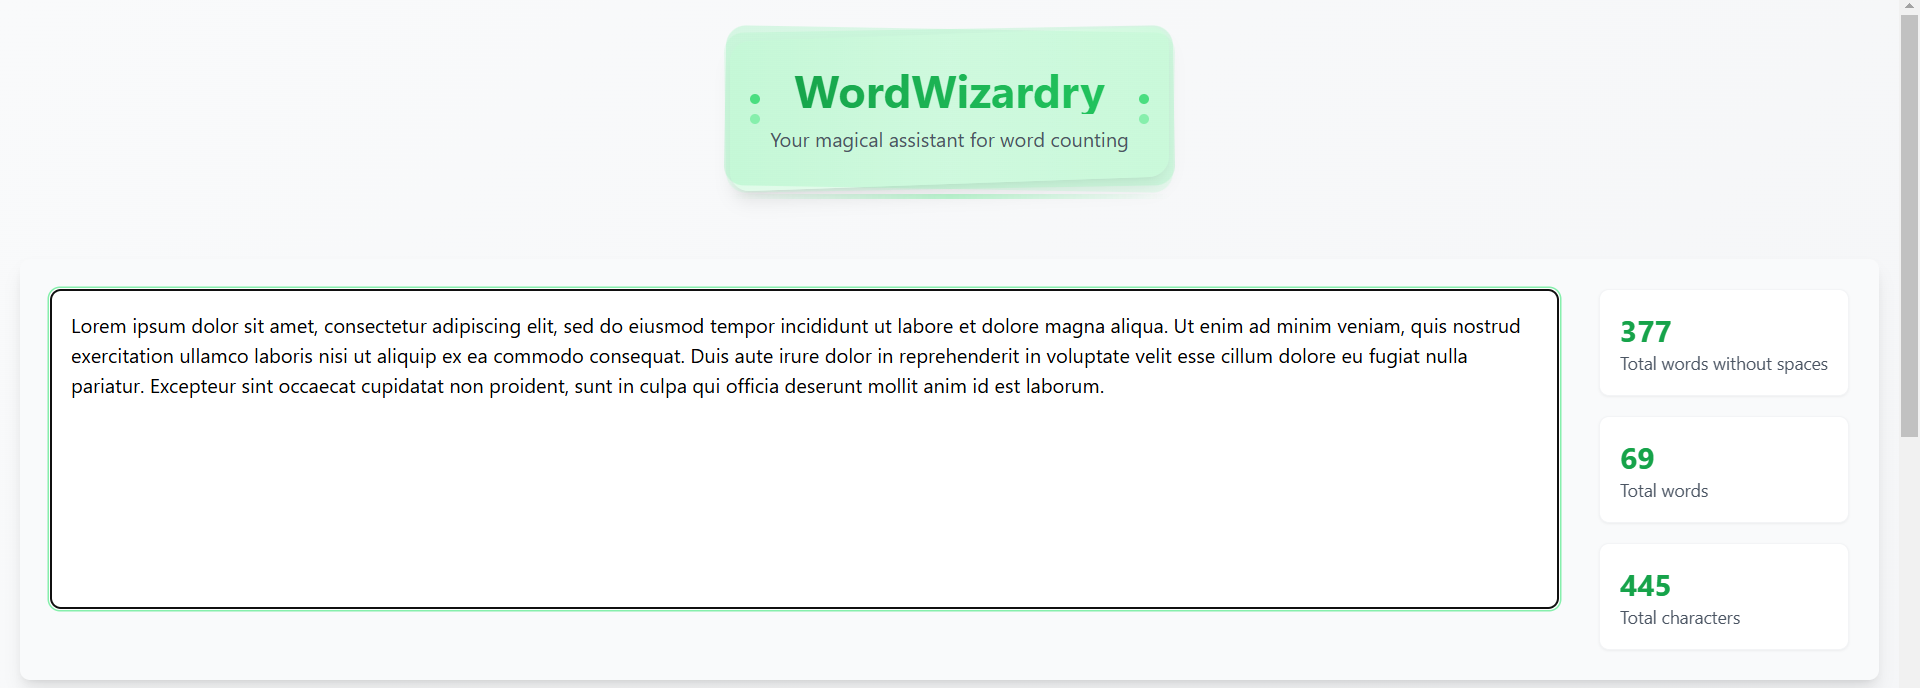 WordWizardry
Your magical assistant for word counting
Lorem ipsum dolor sit amet, consectetur adipiscing elit, sed do eiusmod tempor incididunt ut labore et dolore magna aliqua. Ut enim ad minim veniam, quis nostrud
exercitation ullamco laboris nisi ut aliquip ex ea commodo consequat. Duis aute irure dolor in reprehenderit in voluptate velit esse cillum dolore eu fugiat nulla
pariatur. Excepteur sint occaecat cupidatat non proident, sunt in culpa qui officia deserunt mollit anim id est laborum.
377
Total words without spaces
69
Total words
445
Total characters